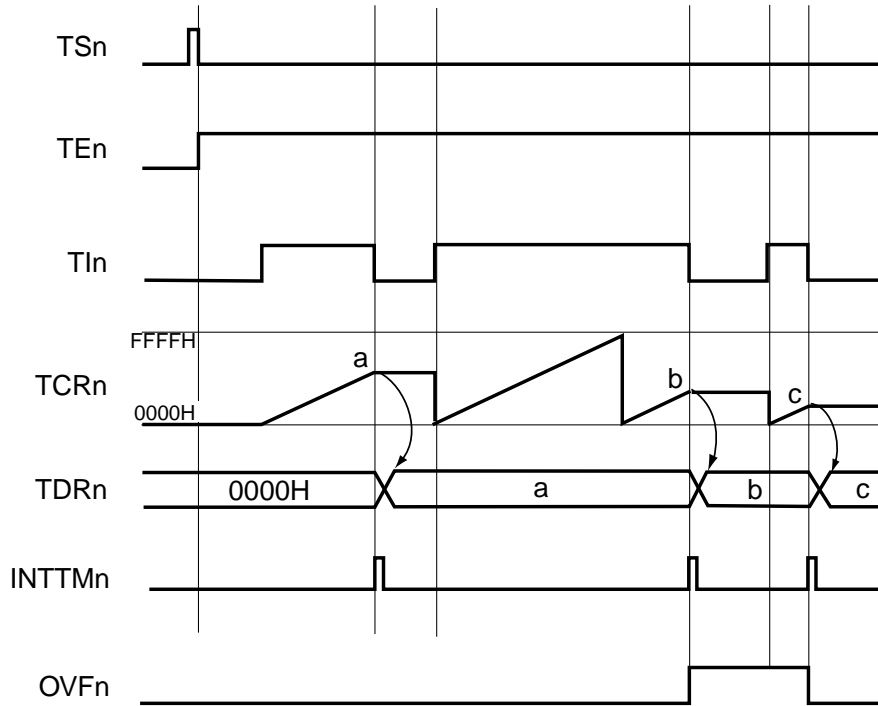 TSn
TEn
TIn
FFFFH
a
TCRn
b
c
0000H
TDRn
0000H
a
b
c
INTTMn
OVFn